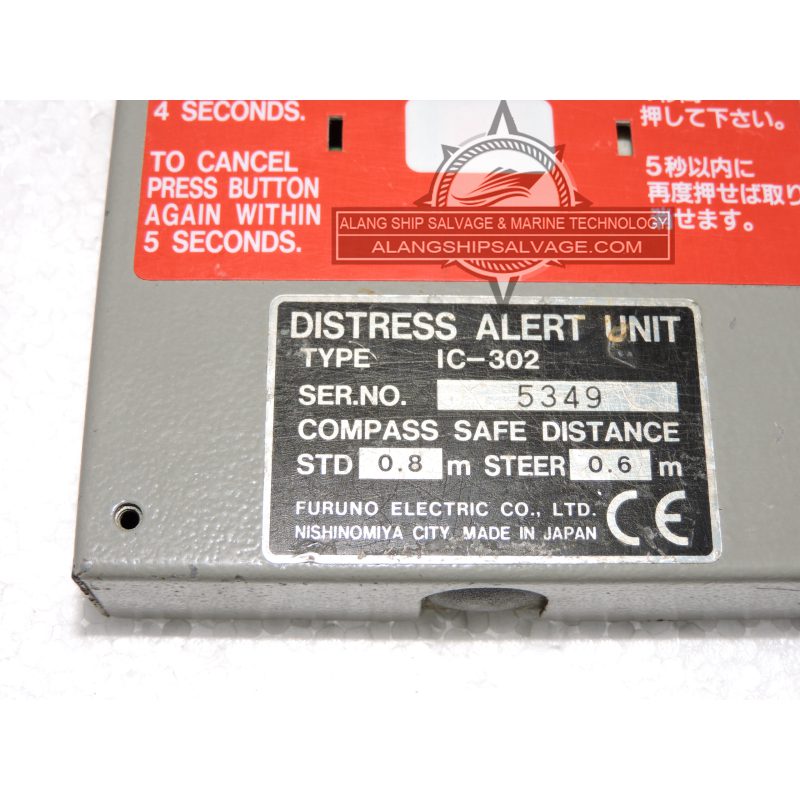 4 SECONDS.
TO CANCEL
PRESS BUTTON
AGAIN WITHIN
5 SECONDS.
押して下さい。
5秒以内に
再度押せば取り
消せます。
ALANG SHIP SALVAGE & MARINE TECHNOLOGY
ALANGSHIPSALVAGE.COM
DISTRESS ALERT UNIT
TYPE IC-302
SER.NO. 5349
COMPASS SAFE DISTANCE
STD 0.8 m STEER 0.6 m
FURUNO ELECTRIC CO., LTD.
NISHINOMIYA CITY, MADE IN JAPAN
CE